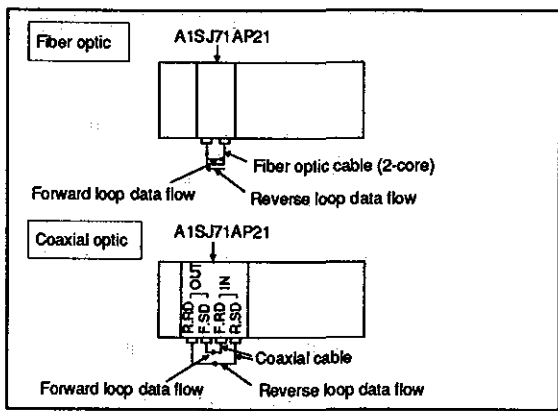 A1SJ71AP21
Fiber optic
Fiber optic cable (2-core)
Forward loop data flow
Reverse loop data flow
A1SJ71AP21
Coaxial optic
R.RD
F.SD
OUT
F.RD
R.SD
IN
Coaxial cable
Forward loop data flow
Reverse loop data flow